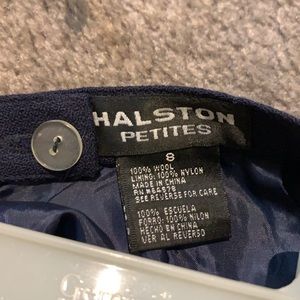 HALSTON
PETITES
8
100% WOOL
LINING: 100% NYLON
MADE IN CHINA
SEE REVERSE FOR CARE
100% ESCUELA
FORRO: 100% NILON
HECHO EN CHINA
VER AL REVERSO